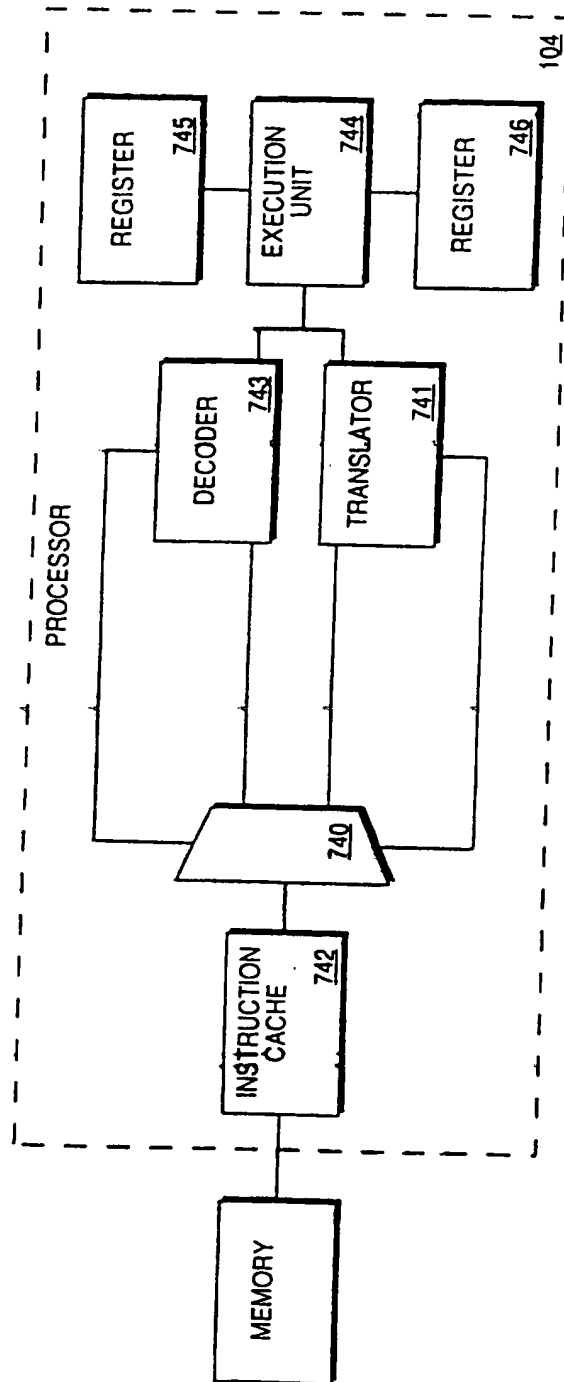 PROCESSOR
MEMORY
INSTRUCTION
CACHE
742
740
DECODER
743
TRANSLATOR
741
REGISTER
745
EXECUTION
UNIT
744
REGISTER
746
104